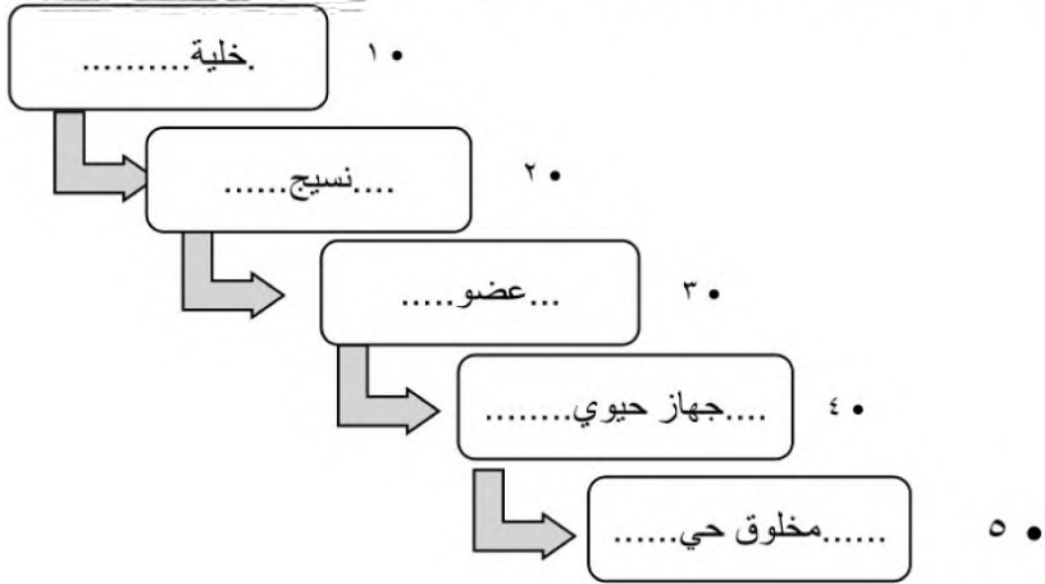 • ١ .خلية..........
• ٢ ....نسيج......
• ٣ ...عضو.....
• ٤ ....جهاز حيوي........
• ٥ ......مخلوق حي......